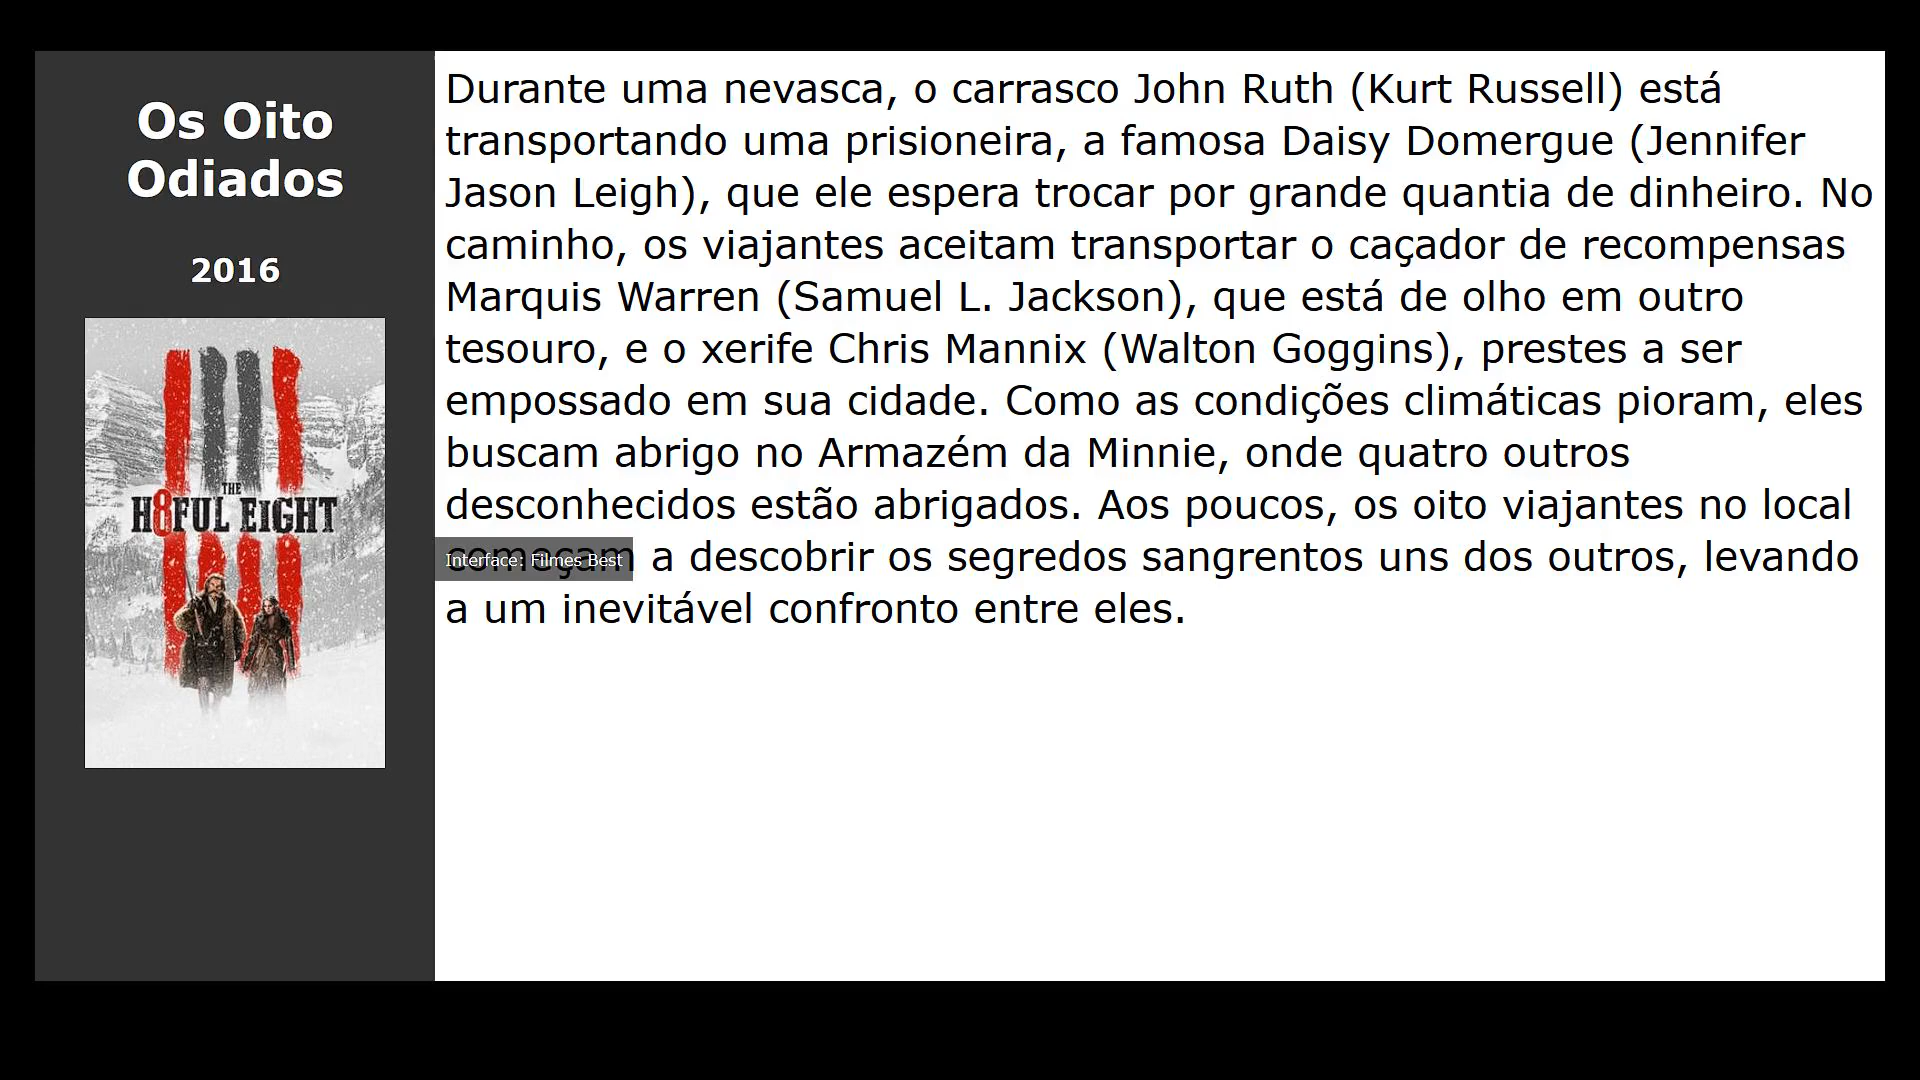 Os Oito
Odiados
2016
THE
H8FUL EIGHT
Durante uma nevasca, o carrasco John Ruth (Kurt Russell) está
transportando uma prisioneira, a famosa Daisy Domergue (Jennifer
Jason Leigh), que ele espera trocar por grande quantia de dinheiro. No
caminho, os viajantes aceitam transportar o caçador de recompensas
Marquis Warren (Samuel L. Jackson), que está de olho em outro
tesouro, e o xerife Chris Mannix (Walton Goggins), prestes a ser
empossado em sua cidade. Como as condições climáticas pioram, eles
buscam abrigo no Armazém da Minnie, onde quatro outros
desconhecidos estão abrigados. Aos poucos, os oito viajantes no local
começam a descobrir os segredos sangrentos uns dos outros, levando
a um inevitável confronto entre eles.
Interface: Filmes Best